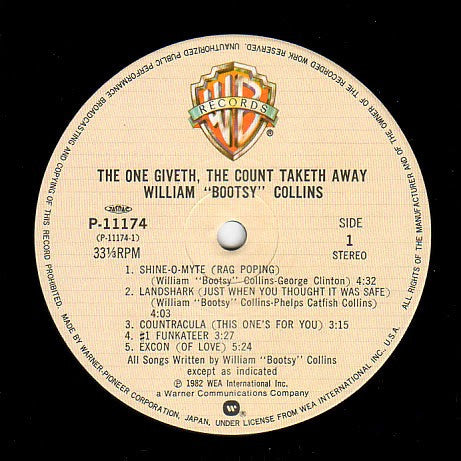 WB
RECORDS
®
THE ONE GIVETH, THE COUNT TAKETH AWAY
WILLIAM "BOOTSY" COLLINS
P-11174
(P-11174-1)
33⅓RPM
SIDE
1
STEREO
1. SHINE-O-MYTE (RAG POPING)
(William "Bootsy" Collins-George Clinton) 4:32
2. LANDSHARK (JUST WHEN YOU THOUGHT IT WAS SAFE)
(William "Bootsy" Collins-Phelps Catfish Collins)
4:03
3. COUNTRACULA (THIS ONE'S FOR YOU) 3:15
4. #1 FUNKATEER 3:27
5. EXCON (OF LOVE) 5:24
All Songs Written by William "Bootsy" Collins
except as indicated
℗ 1982 WEA International Inc.
a Warner Communications Company
MADE BY WARNER-PIONEER CORPORATION, JAPAN, UNDER LICENSE FROM WEA INTERNATIONAL INC. U.S.A.
ALL RIGHTS OF THE MANUFACTURER AND OF THE OWNER OF THE RECORDED WORK RESERVED. UNAUTHORIZED PUBLIC PERFORMANCE BROADCASTING AND COPYING OF THIS RECORD PROHIBITED.